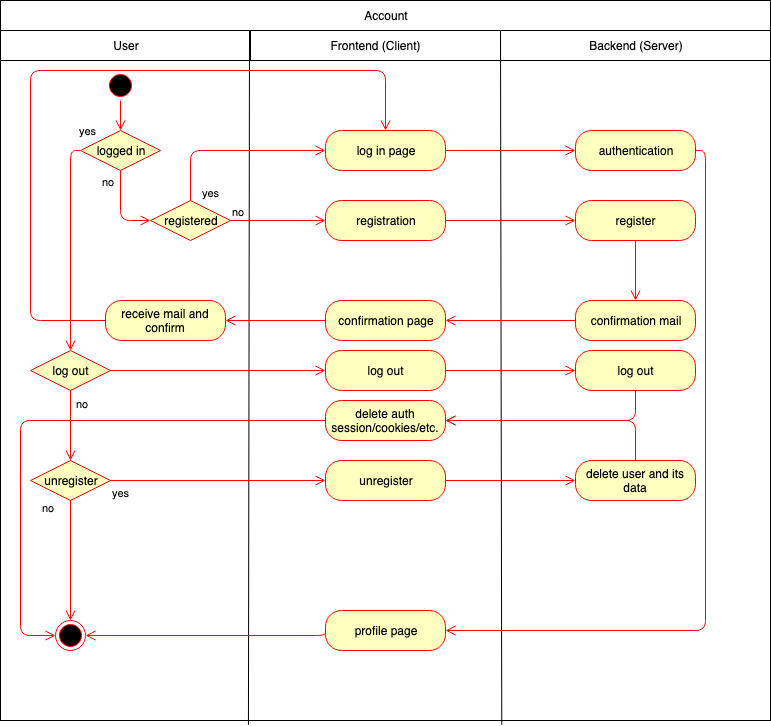 Account
User
Frontend (Client)
Backend (Server)
yes
logged in
log in page
authentication
no
yes
registered
no
registration
register
receive mail and
confirm
confirmation page
confirmation mail
log out
log out
log out
no
delete auth
session/cookies/etc.
unregister
yes
unregister
delete user and its
data
no
profile page